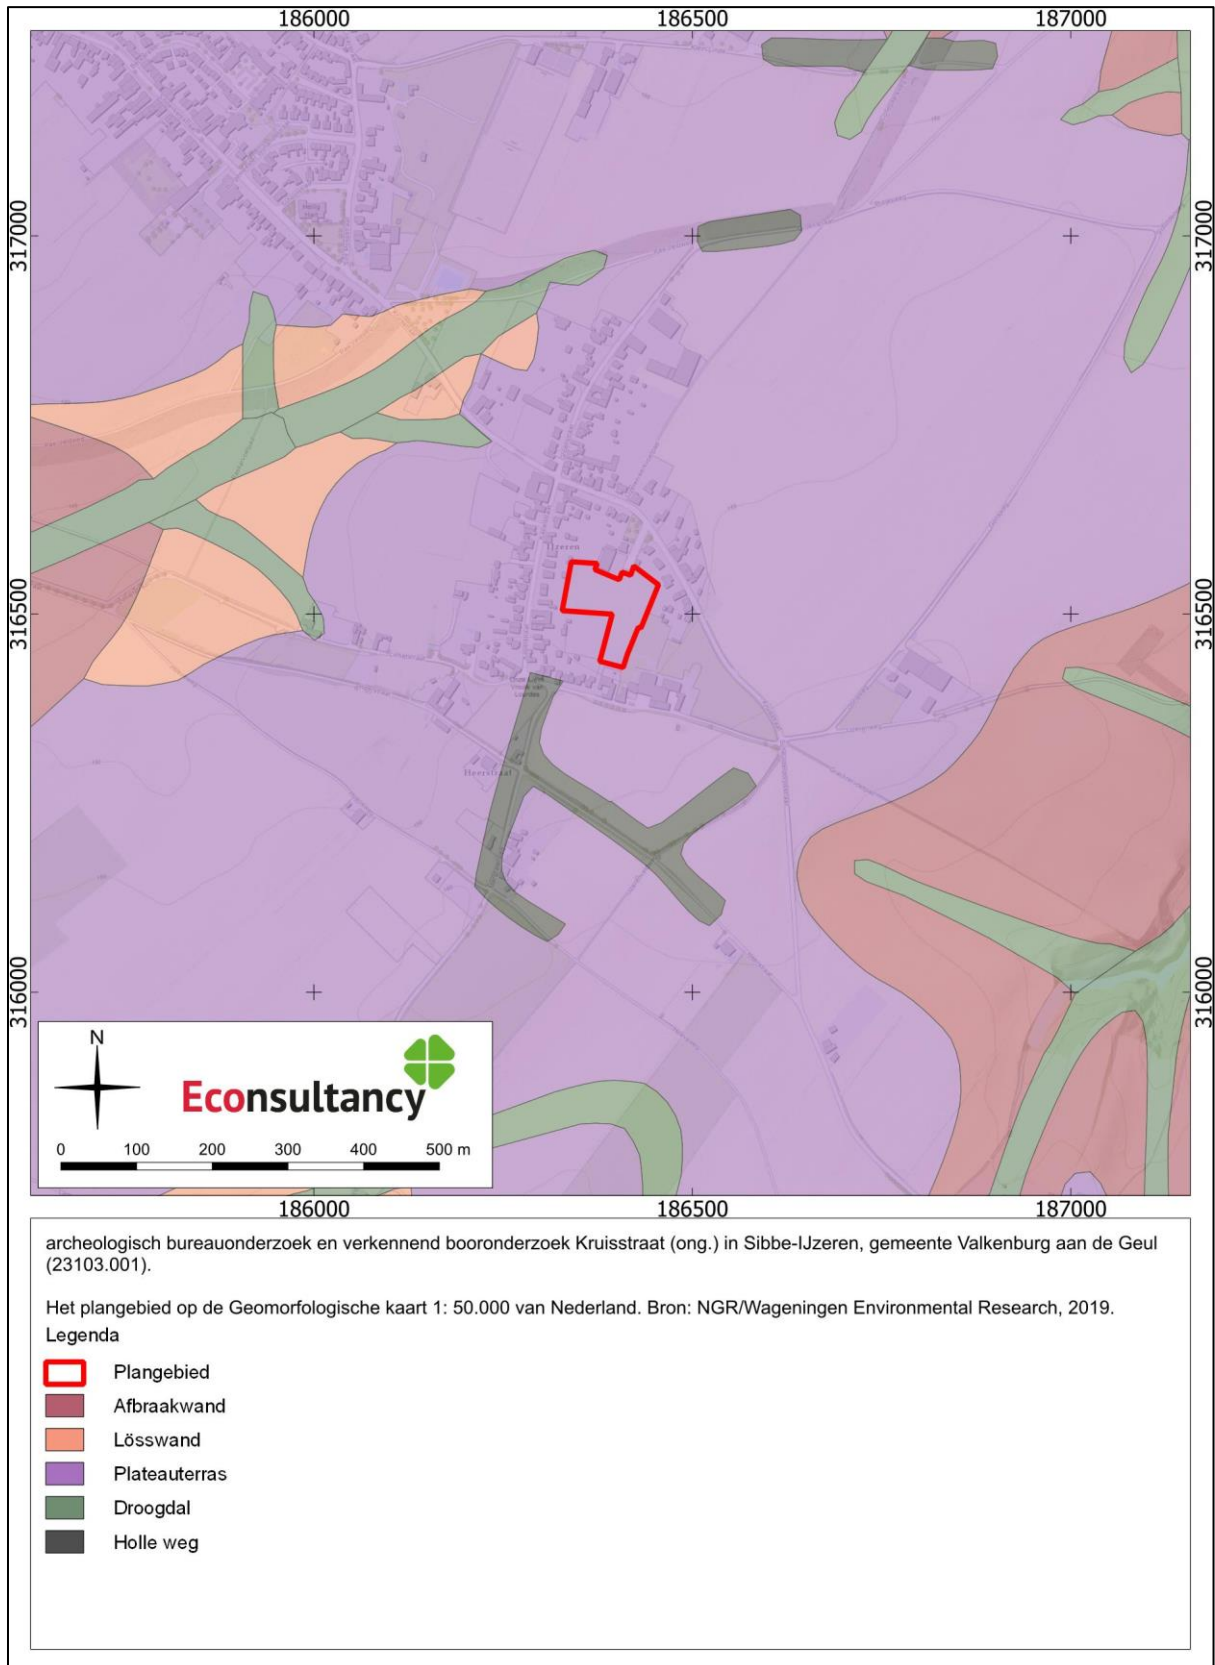 186000
186500
187000
317000
317000
IJzeren
316500
316500
Heerstraat
316000
316000
N
Econsultancy
0 100 200 300 400 500 m
186000
186500
187000
archeologisch bureauonderzoek en verkennend booronderzoek Kruisstraat (ong.) in Sibbe-IJzeren, gemeente Valkenburg aan de Geul
(23103.001).
Het plangebied op de Geomorfologische kaart 1: 50.000 van Nederland. Bron: NGR/Wageningen Environmental Research, 2019.
Legenda
Plangebied
Afbraakwand
Lösswand
Plateauterras
Droogdal
Holle weg